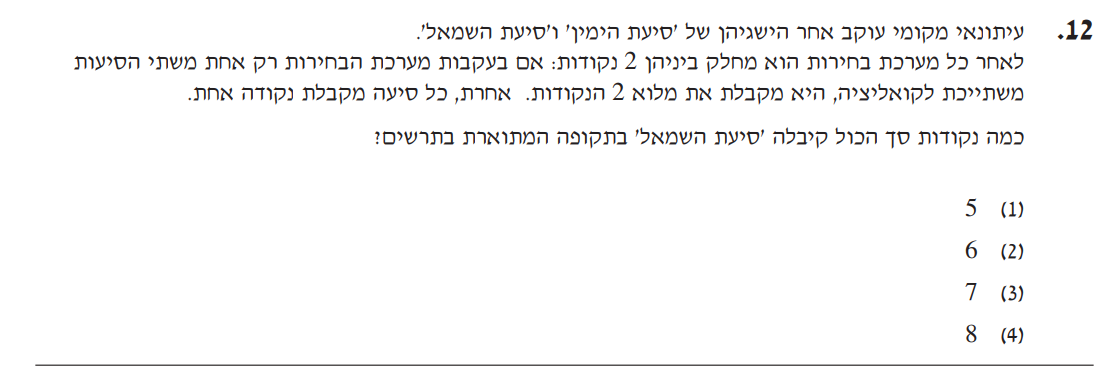 12. עיתונאי מקומי עוקב אחר הישגיהן של 'סיעת הימין' ו'סיעת השמאל'.
לאחר כל מערכת בחירות הוא מחלק ביניהן 2 נקודות: אם בעקבות מערכת הבחירות רק אחת משתי הסיעות
משתייכת לקואליציה, היא מקבלת את מלוא 2 הנקודות. אחרת, כל סיעה מקבלת נקודה אחת.
כמה נקודות סך הכול קיבלה 'סיעת השמאל' בתקופה המתוארת בתרשים?
(1) 5
(2) 6
(3) 7
(4) 8